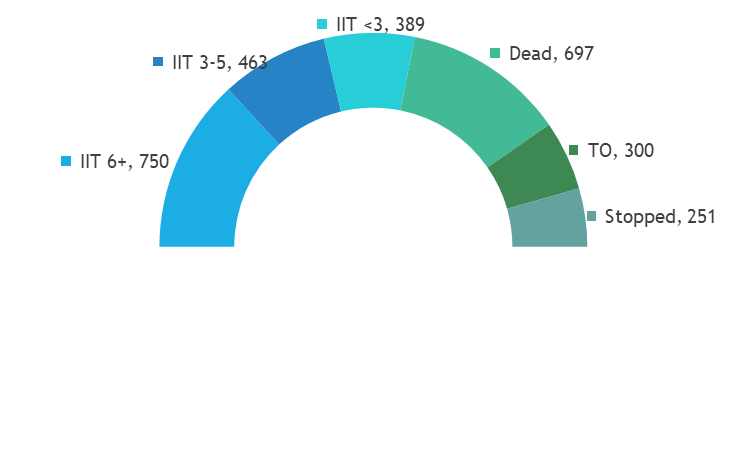 IIT <3, 389
Dead, 697
IIT 3-5, 463
TO, 300
IIT 6+, 750
Stopped, 251